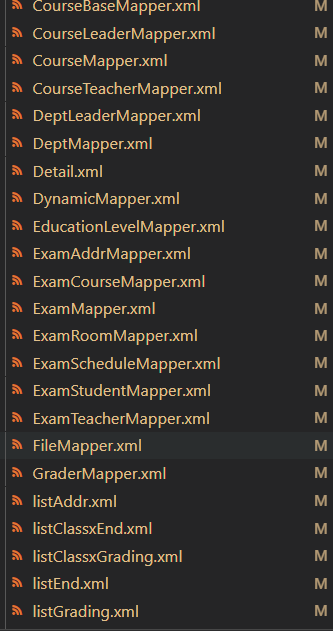 CourseBaseMapper.xml M
CourseLeaderMapper.xml M
CourseMapper.xml M
CourseTeacherMapper.xml M
DeptLeaderMapper.xml M
DeptMapper.xml M
Detail.xml M
DynamicMapper.xml M
EducationLevelMapper.xml M
ExamAddrMapper.xml M
ExamCourseMapper.xml M
ExamMapper.xml M
ExamRoomMapper.xml M
ExamScheduleMapper.xml M
ExamStudentMapper.xml M
ExamTeacherMapper.xml M
FileMapper.xml M
GraderMapper.xml M
listAddr.xml M
listClassxEnd.xml M
listClassxGrading.xml M
listEnd.xml M
listGrading.xml M